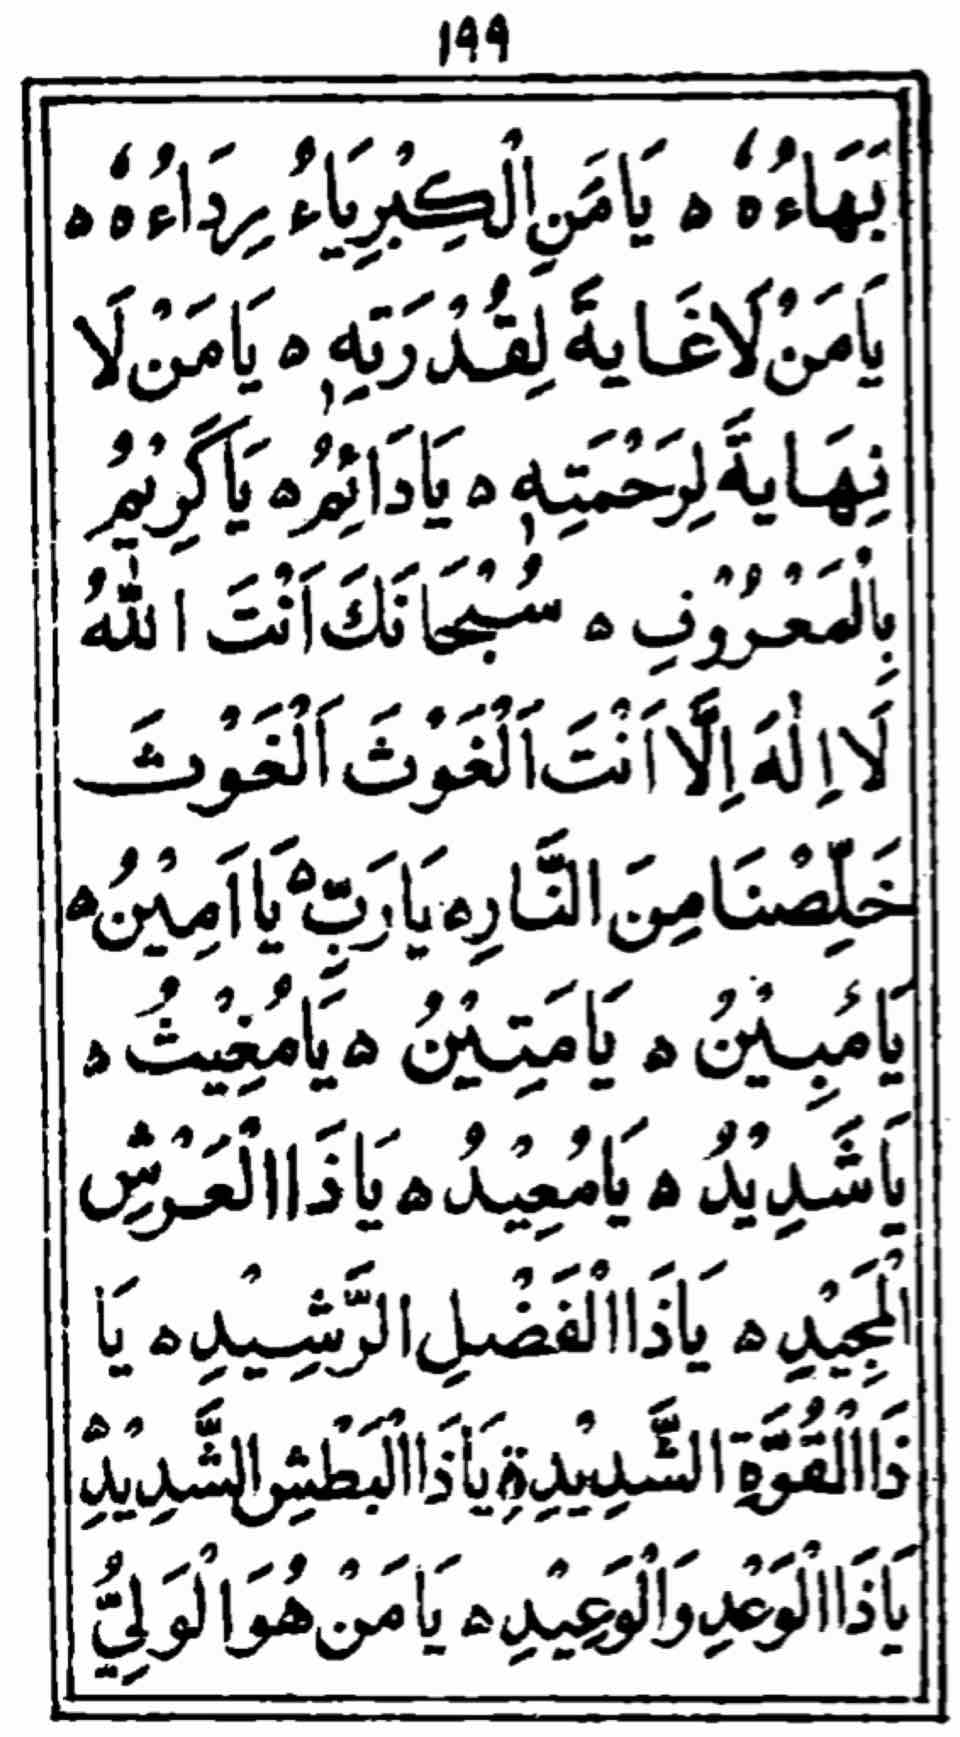 ١٩٩
بَهَاءُهٗ ه يَا مَنِ الْكِبْرِيَاءُ رِدَاءُهٗ ه
يَا مَنْ لَا غَايَةَ لِقُدْرَتِهٖ ه يَا مَنْ لَا
نِهَايَةَ لِرَحْمَتِهٖ ه يَا دَائِمُ ه يَا كَرِيْمُ
بِالْمَعْرُوْفِ ه سُبْحَانَكَ اَنْتَ اللّٰهُ
لَا اِلٰهَ اِلَّا اَنْتَ اَلْغَوْثَ اَلْغَوْثَ
خَلِّصْنَا مِنَ النَّارِ ه يَا رَبِّ ه يَا اَمِيْنُ ه
يَا مُبِيْنُ ه يَا مَتِيْنُ ه يَا مُغِيْثُ ه
يَا شَدِيْدُ ه يَا مُعِيْدُ ه يَا ذَا الْعَرْشِ
الْمَجِيْدِ ه يَا ذَا الْفَضْلِ الرَّشِيْدِ ه يَا
ذَا الْقُوَّةِ الشَّدِيْدِةِ يَا ذَا الْبَطْشِ الشَّدِيْدِ ه
يَا ذَا الْوَعْدِ وَالْوَعِيْدِ ه يَا مَنْ هُوَ الْوَلِيُّ